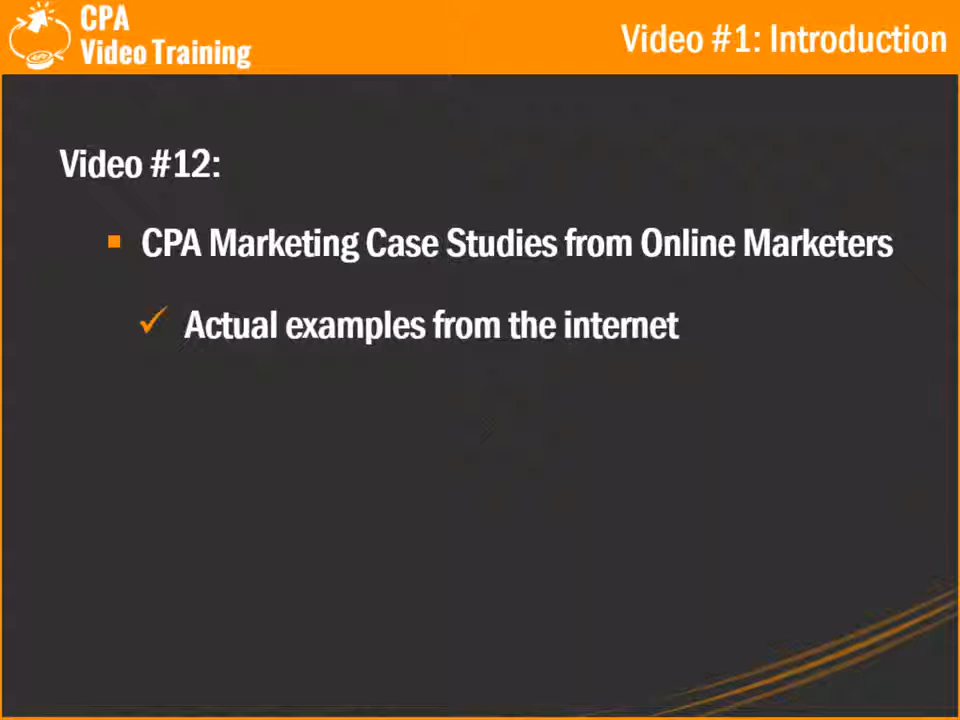 CPA
Video Training
Video #1: Introduction
Video #12:
CPA Marketing Case Studies from Online Marketers
Actual examples from the internet